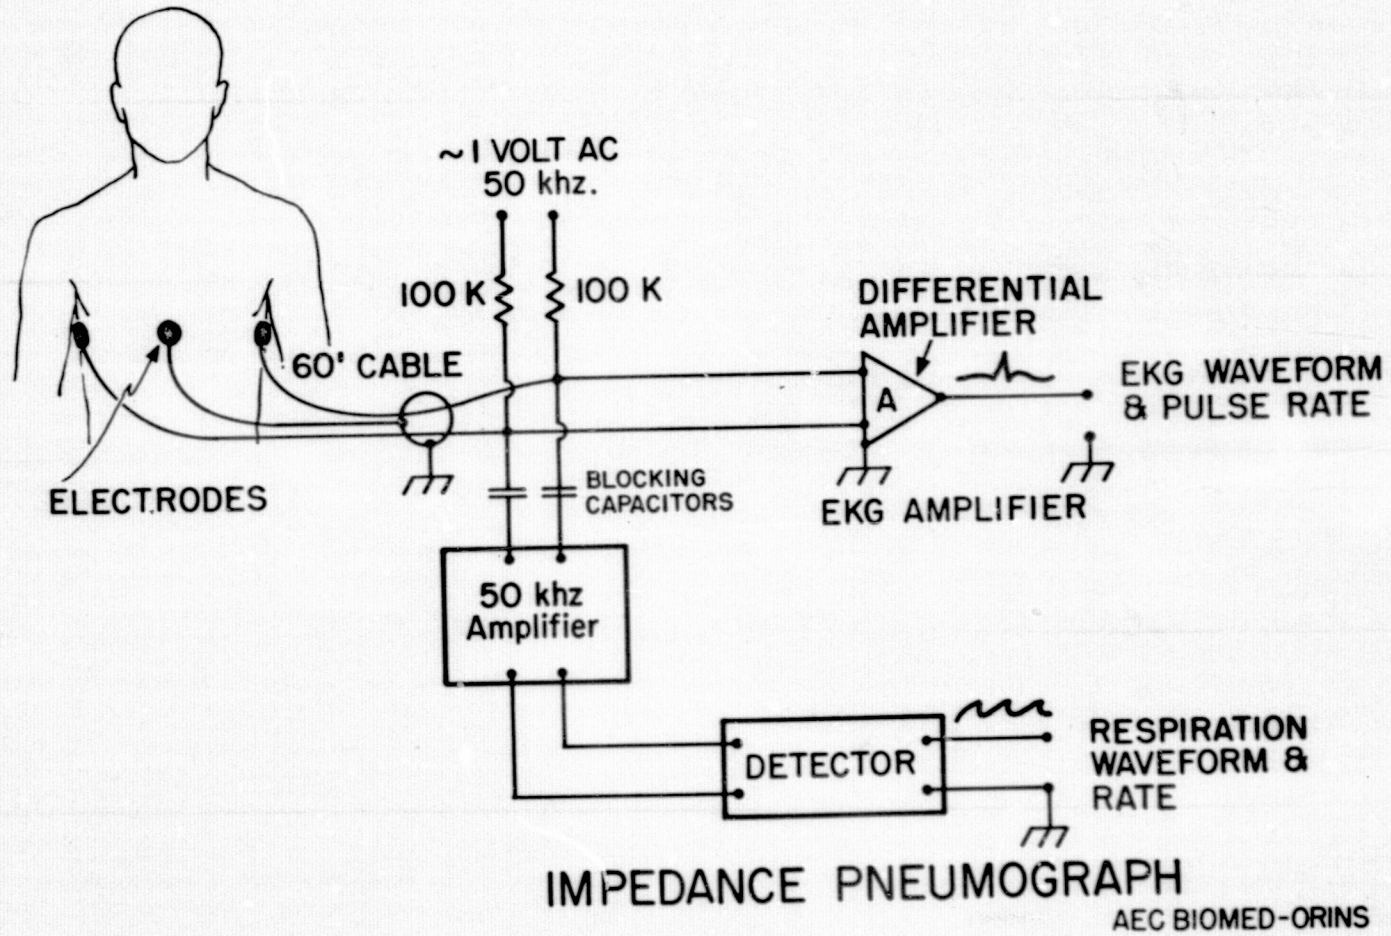 ~1 VOLT AC
50 khz.
100 K
100 K
DIFFERENTIAL
AMPLIFIER
60' CABLE
A
EKG WAVEFORM
& PULSE RATE
ELECTRODES
BLOCKING
CAPACITORS
EKG AMPLIFIER
50 khz
Amplifier
DETECTOR
RESPIRATION
WAVEFORM &
RATE
IMPEDANCE PNEUMOGRAPH
AEC BIOMED-ORINS